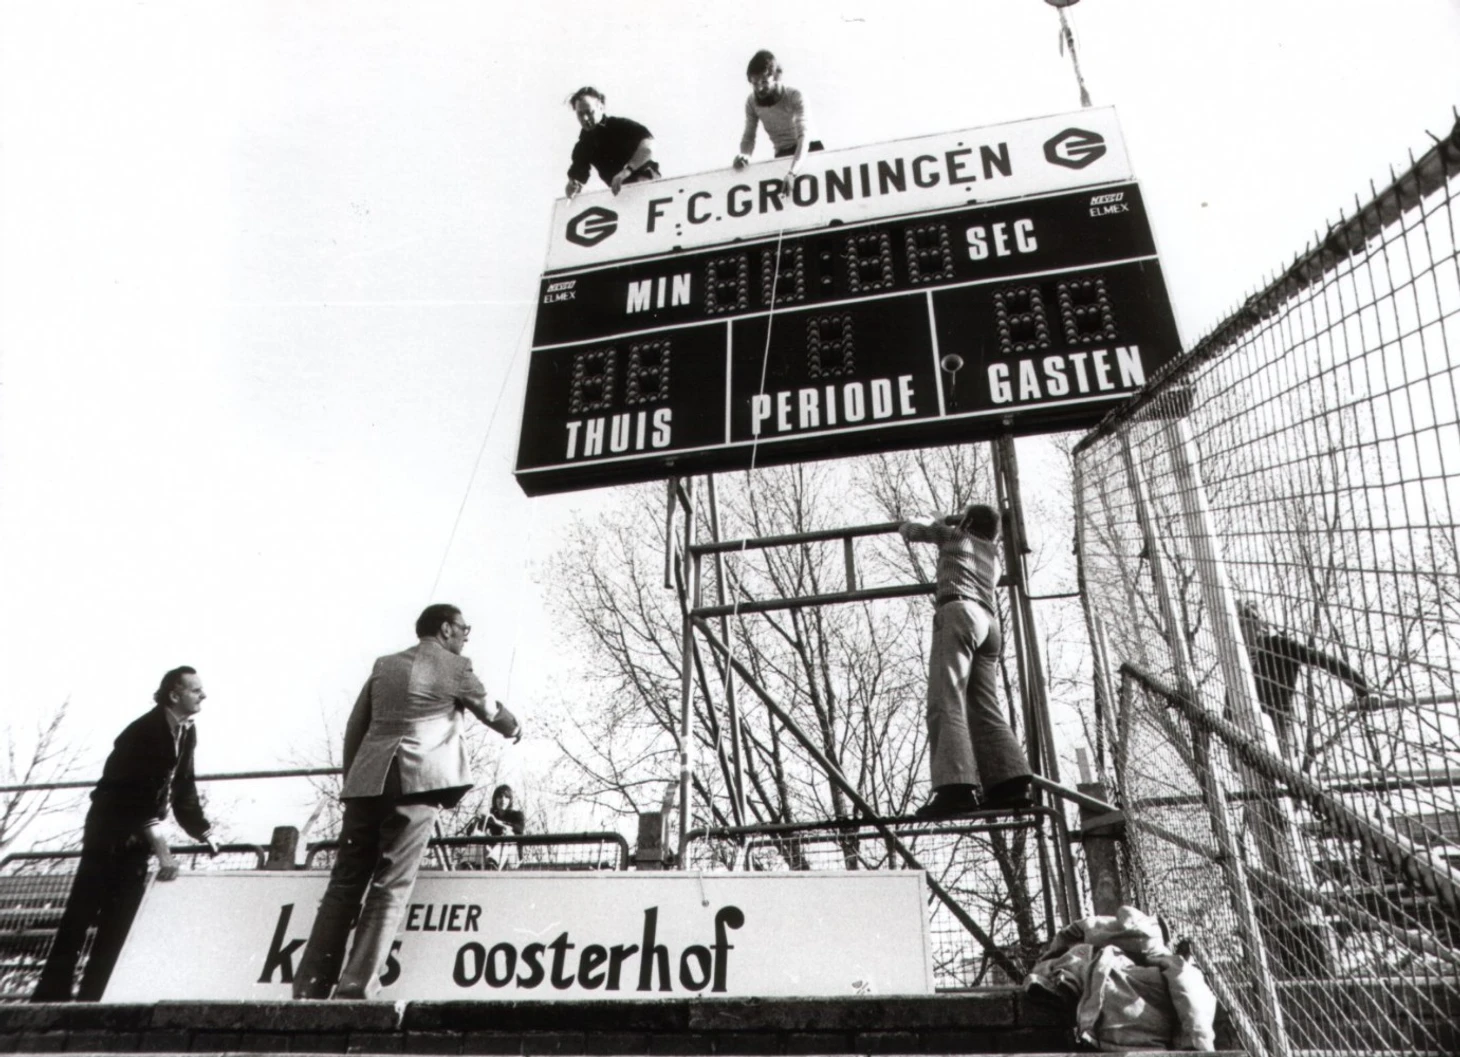 F.C. GRONINGEN
ELMEX
MIN
SEC
ELMEX
THUIS
PERIODE
GASTEN
ELIER
oosterhof